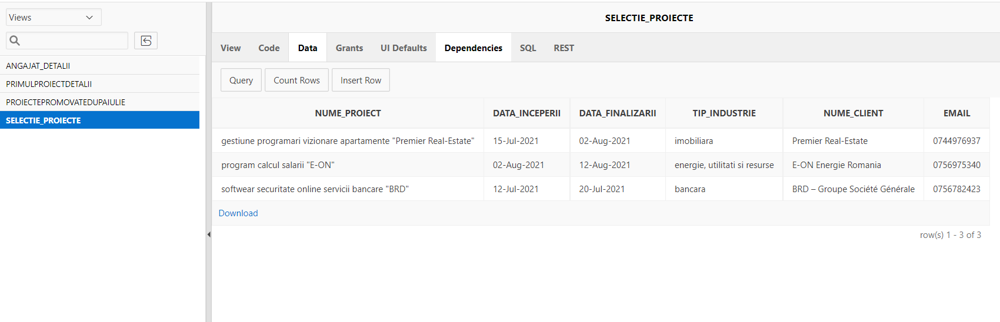 Views
SELECTIE_PROIECTE
View Code Data Grants UI Defaults Dependencies SQL REST
ANGAJAT_DETALII
PRIMULPROIECTDETALII
PROIECTEPROMOVATEDUPAIULIE
SELECTIE_PROIECTE
Query Count Rows Insert Row
NUME_PROIECT DATA_INCEPERII DATA_FINALIZARII TIP_INDUSTRIE NUME_CLIENT EMAIL
gestiune programari vizionare apartamente "Premier Real-Estate" 15-Jul-2021 02-Aug-2021 imobiliara Premier Real-Estate 0744976937
program calcul salarii "E-ON" 02-Aug-2021 12-Aug-2021 energie, utilitati si resurse E-ON Energie Romania 0756975340
softwear securitate online servicii bancare "BRD" 12-Jul-2021 20-Jul-2021 bancara BRD – Groupe Société Générale 0756782423
Download
row(s) 1 - 3 of 3